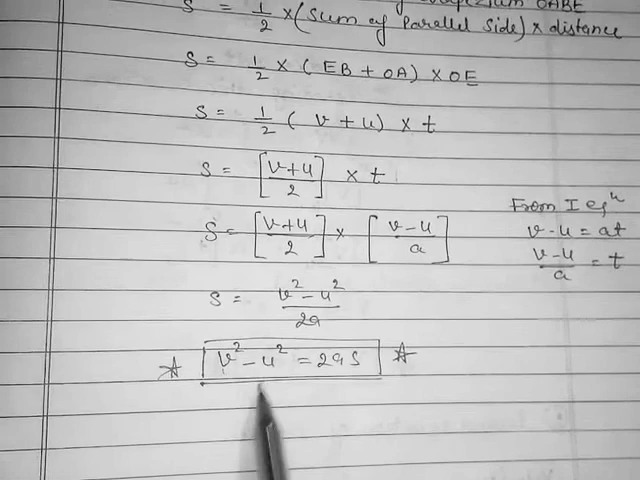 OABE
S = 1/2 × (Sum of Parallel Side) × distance
S = 1/2 × (EB + OA) × OE
S = 1/2 (v + u) × t
S = [v+u/2] × t
From I eqⁿ
S = [v+u/2] × [v-u/a]
v - u = at
v-u/a = t
S = v² - u²/2a
☆ v² - u² = 2as ☆